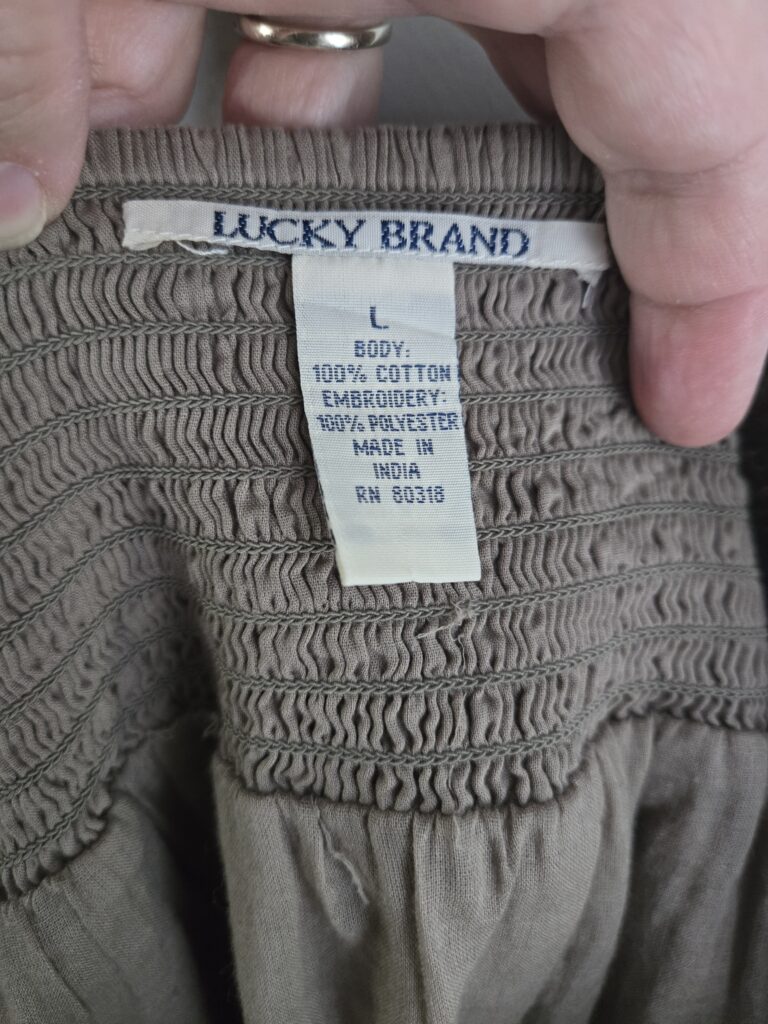 LUCKY BRAND
L
BODY:
100% COTTON
EMBROIDERY:
100% POLYESTER
MADE IN
INDIA
RN 80318